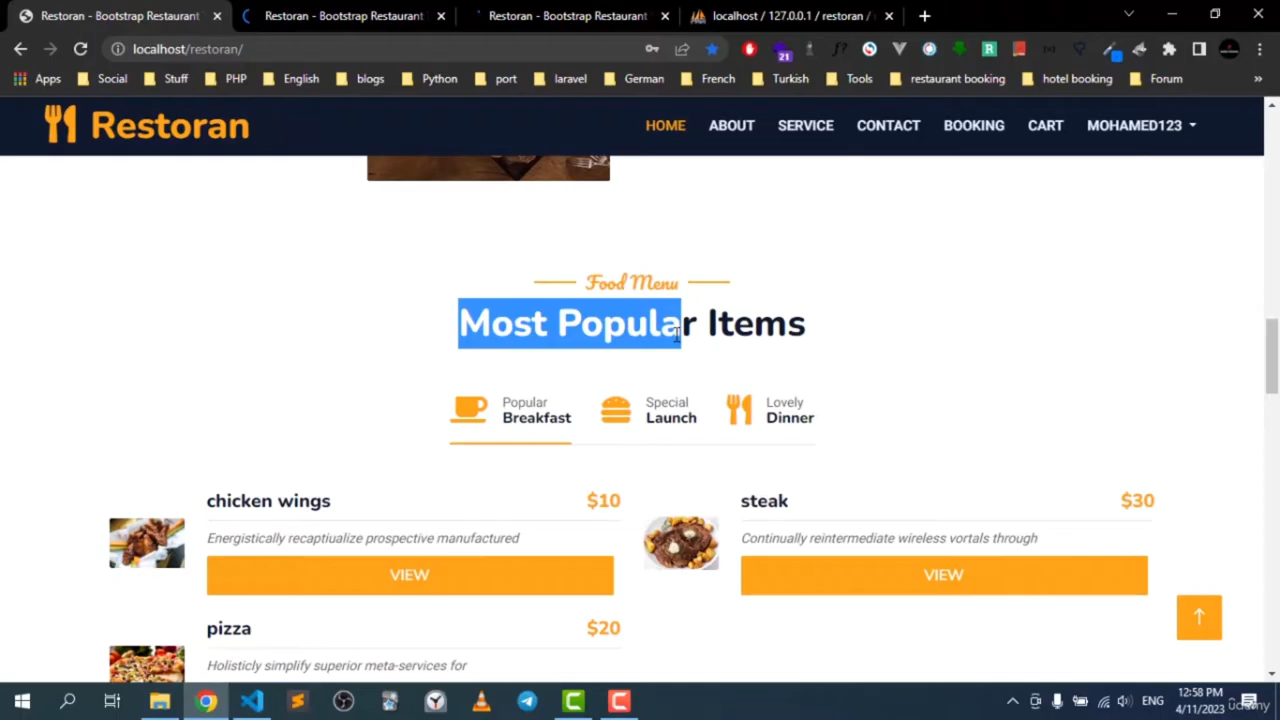 Restoran - Bootstrap Restaurant
Restoran - Bootstrap Restaurant
Restoran - Bootstrap Restaurant
localhost / 127.0.0.1 / restoran /
localhost/restoran/
21
Apps
Social
Stuff
PHP
English
blogs
Python
port
laravel
German
French
Turkish
Tools
restaurant booking
hotel booking
Forum
Restoran
HOME
ABOUT
SERVICE
CONTACT
BOOKING
CART
MOHAMED123
Food Menu
Most Popular Items
Popular
Breakfast
Special
Launch
Lovely
Dinner
chicken wings $10
Energistically recaptiualize prospective manufactured
VIEW
steak $30
Continually reintermediate wireless vortals through
VIEW
pizza $20
Holisticly simplify superior meta-services for
ENG
12:58 PM
4/11/2023
udemy